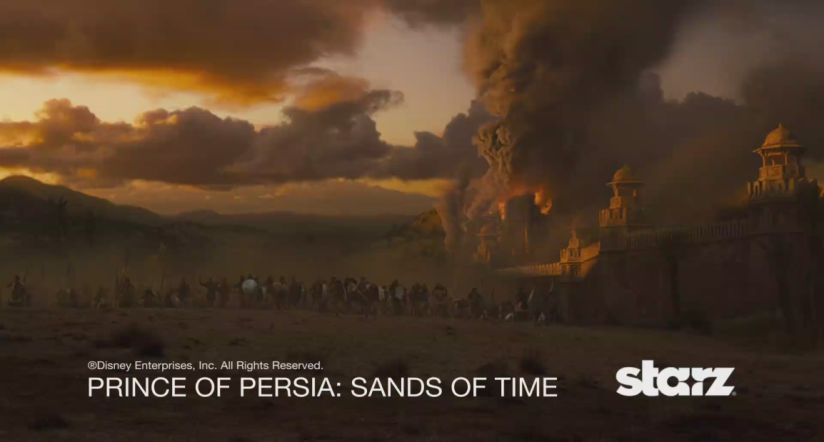 ®Disney Enterprises, Inc. All Rights Reserved.
PRINCE OF PERSIA: SANDS OF TIME
starz